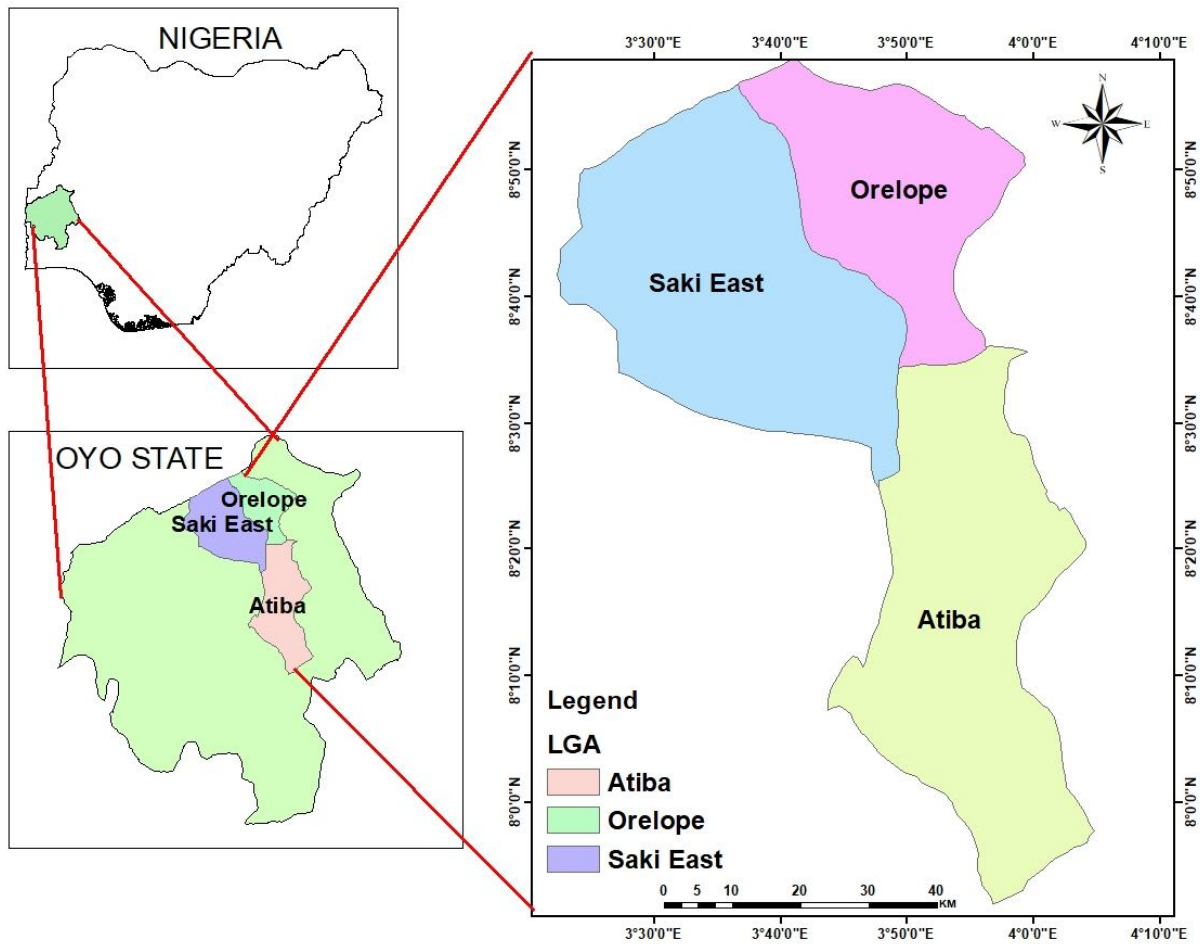 NIGERIA
OYO STATE
Orelope
Saki East
Atiba
3°30'0"E 3°40'0"E 3°50'0"E 4°0'0"E 4°10'0"E
N
W E
S
8°50'0"N 8°50'0"N
Orelope
Saki East
8°40'0"N 8°40'0"N
8°30'0"N 8°30'0"N
8°20'0"N 8°20'0"N
Atiba
8°10'0"N 8°10'0"N
8°0'0"N 8°0'0"N
Legend
LGA
Atiba
Orelope
Saki East
0 5 10 20 30 40
KM
3°30'0"E 3°40'0"E 3°50'0"E 4°0'0"E 4°10'0"E